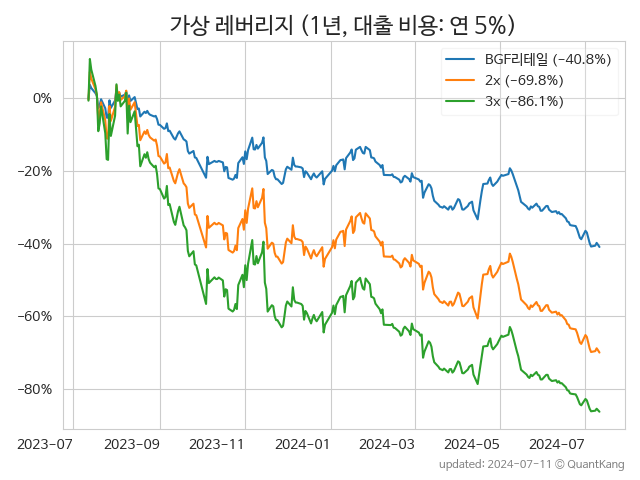 가상 레버리지 (1년, 대출 비용: 연 5%)
BGF리테일 (−40.8%)
2x (−69.8%)
3x (−86.1%)
0%
−20%
−40%
−60%
−80%
2023-07 2023-09 2023-11 2024-01 2024-03 2024-05 2024-07
updated: 2024-07-11 © QuantKang